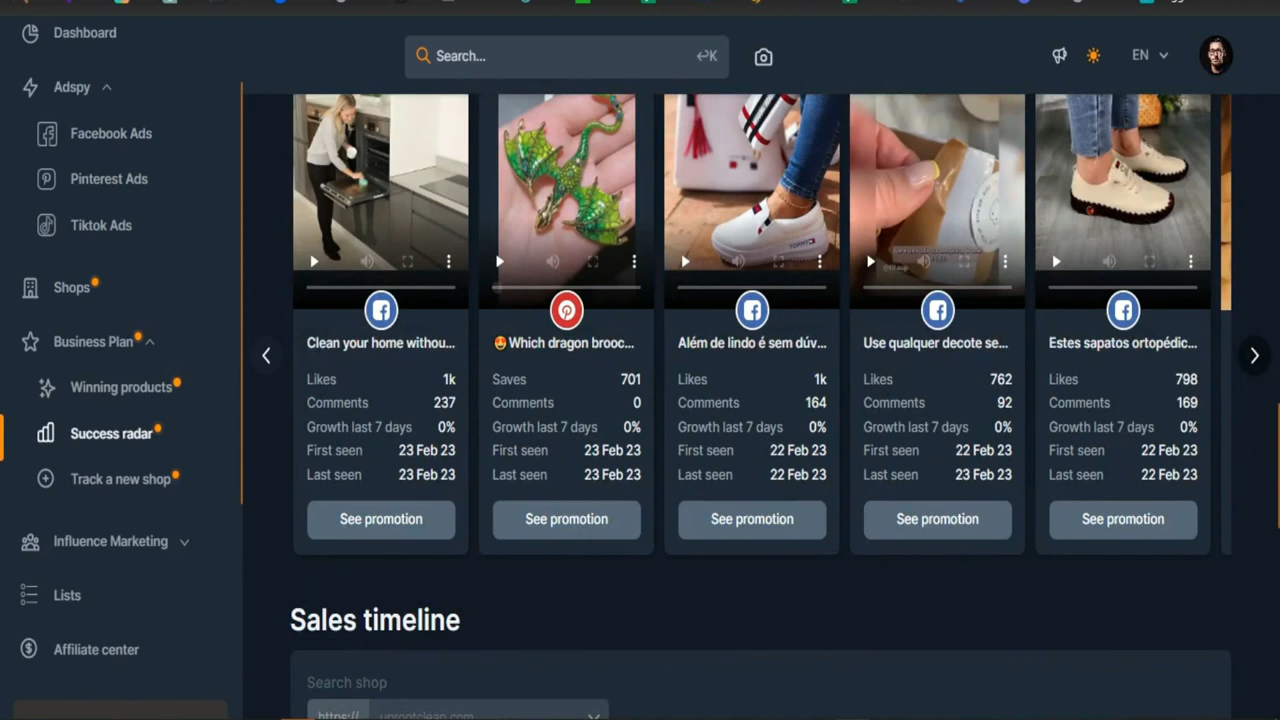 Dashboard
Search...
K
EN
Adspy
Facebook Ads
Pinterest Ads
Tiktok Ads
Shops
Business Plan
Winning products
Success radar
Track a new shop
Influence Marketing
Lists
Affiliate center
TOMMY
Clean your home withou...
Likes 1k
Comments 237
Growth last 7 days 0%
First seen 23 Feb 23
Last seen 23 Feb 23
See promotion
😍Which dragon brooc...
Saves 701
Comments 0
Growth last 7 days 0%
First seen 23 Feb 23
Last seen 23 Feb 23
See promotion
Além de lindo é sem dúv...
Likes 1k
Comments 164
Growth last 7 days 0%
First seen 22 Feb 23
Last seen 22 Feb 23
See promotion
Use qualquer decote se...
Likes 762
Comments 92
Growth last 7 days 0%
First seen 22 Feb 23
Last seen 23 Feb 23
See promotion
Estes sapatos ortopédic...
Likes 798
Comments 169
Growth last 7 days 0%
First seen 22 Feb 23
Last seen 22 Feb 23
See promotion
Sales timeline
Search shop
https:// uprootclean.com